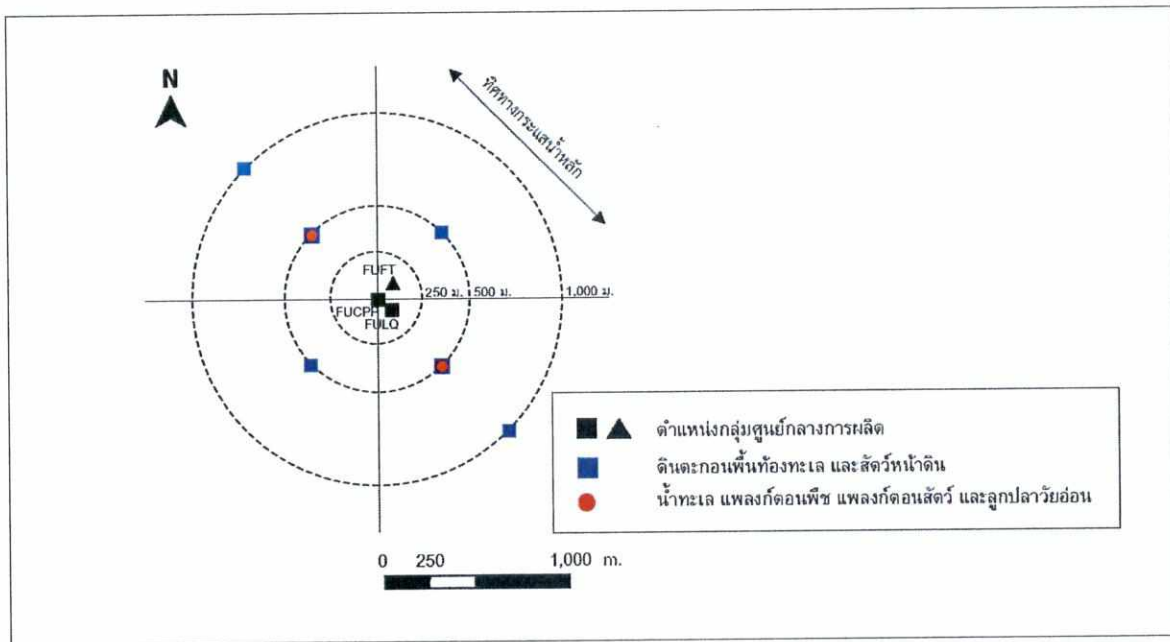 N
ทิศทางกระแสน้ำหลัก
FUFT
250 ม. 500 ม. 1,000 ม.
FUCPP
FULQ
ตำแหน่งกลุ่มศูนย์กลางการผลิต
ดินตะกอนพื้นท้องทะเล และสัตว์หน้าดิน
น้ำทะเล แพลงก์ตอนพืช แพลงก์ตอนสัตว์ และลูกปลาวัยอ่อน
0 250 1,000 m.